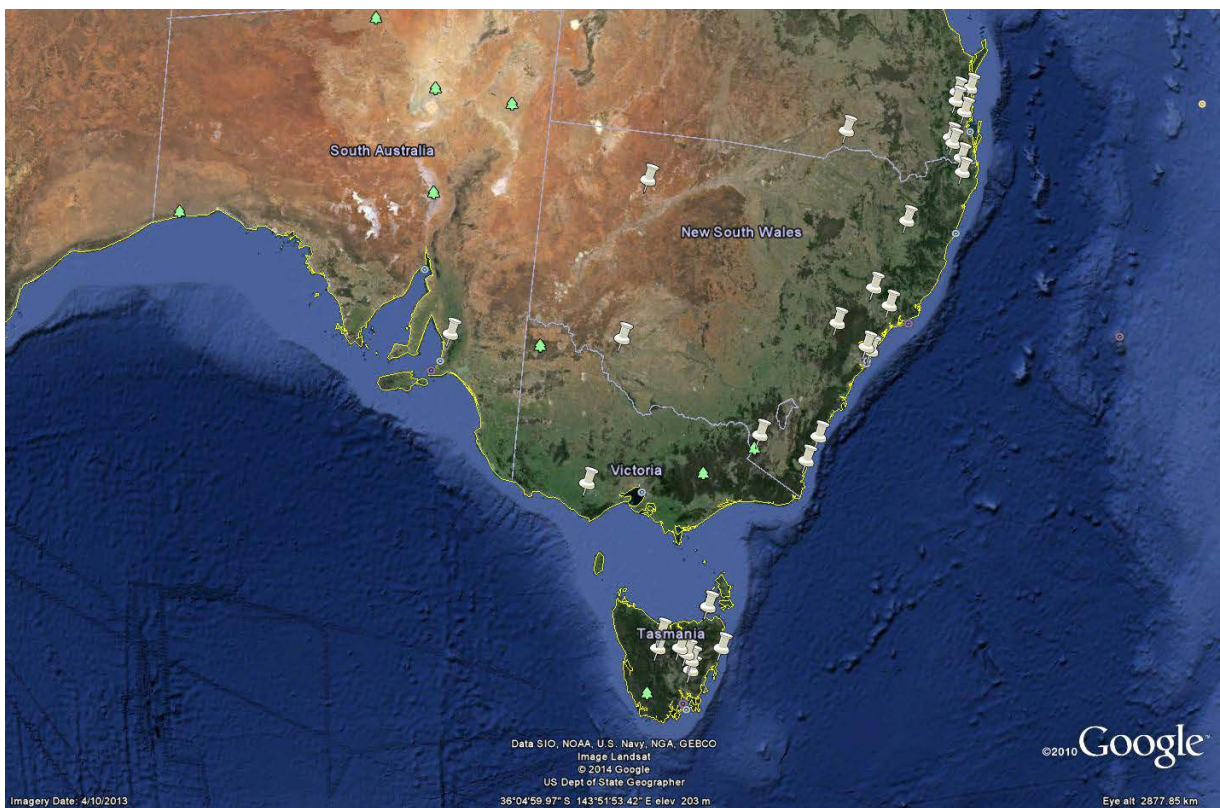 South Australia
New South Wales
Victoria
Tasmania
Data SIO, NOAA, U.S. Navy, NGA, GEBCO
Image Landsat
© 2014 Google
US Dept of State Geographer
©2010 Google™
Imagery Date: 4/10/2013
36°04'59.97" S 143°51'53.42" E elev 203 m
Eye alt 2877.85 km